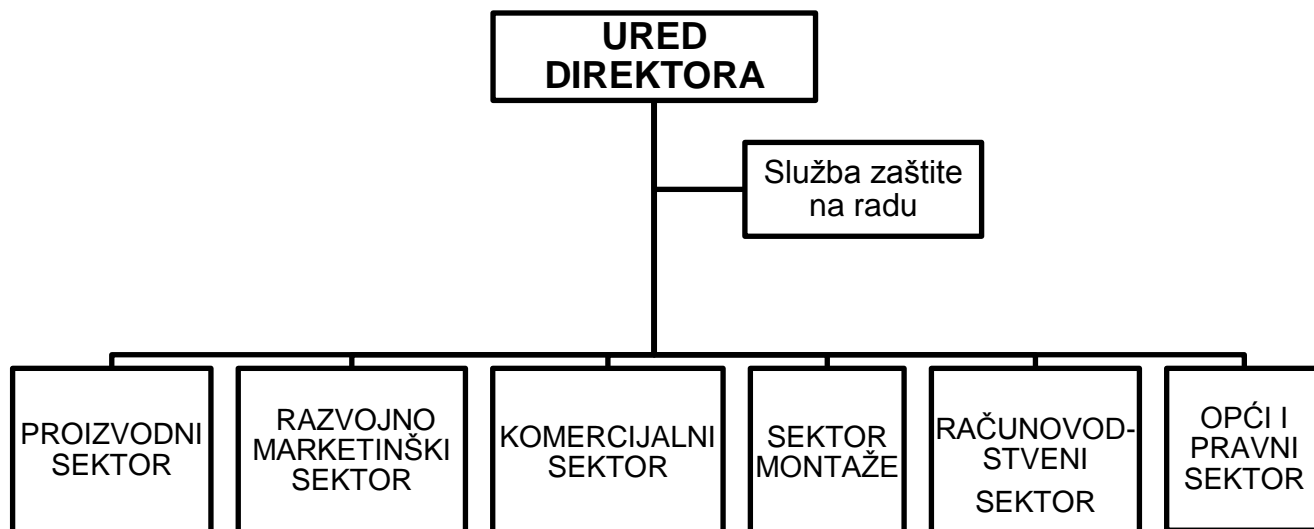 URED
DIREKTORA
Služba zaštite
na radu
PROIZVODNI
SEKTOR
RAZVOJNO
MARKETINŠKI
SEKTOR
KOMERCIJALNI
SEKTOR
SEKTOR
MONTAŽE
RAČUNOVOD-
STVENI
SEKTOR
OPĆI I
PRAVNI
SEKTOR